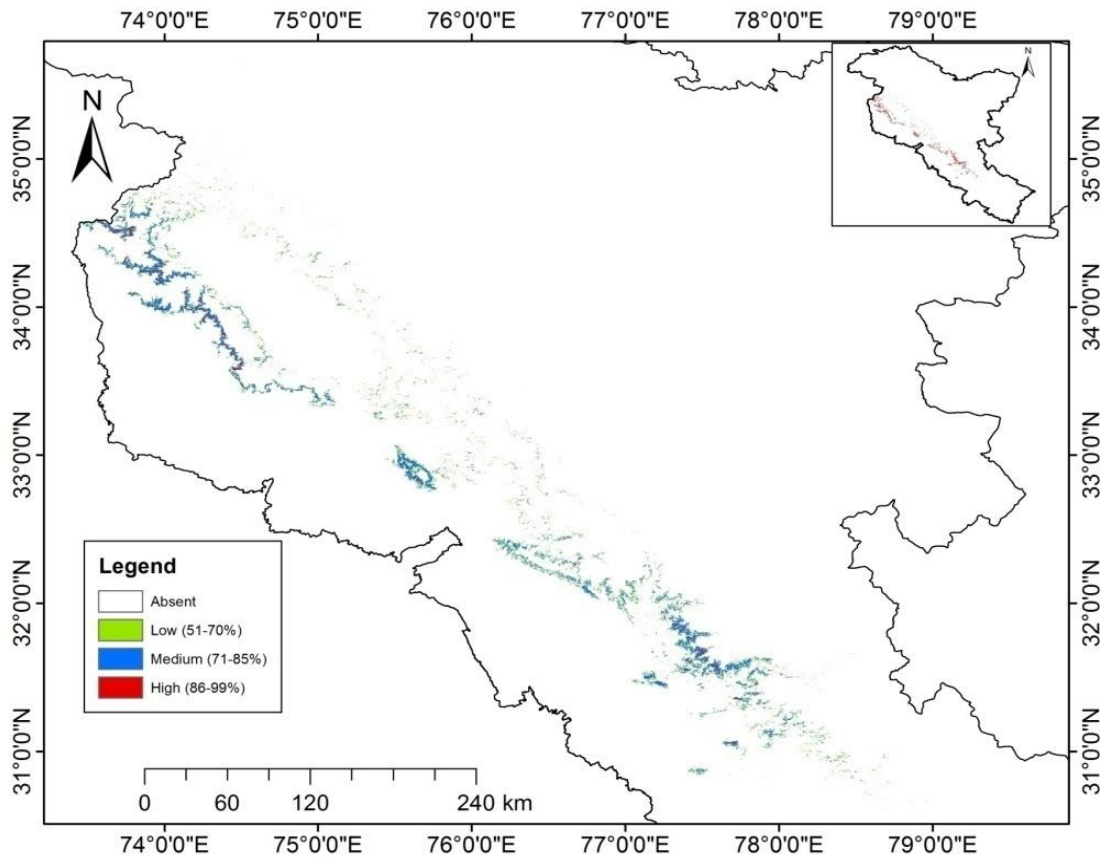 74°0'0"E 75°0'0"E 76°0'0"E 77°0'0"E 78°0'0"E 79°0'0"E
N
N
35°0'0"N
35°0'0"N
34°0'0"N
34°0'0"N
33°0'0"N
33°0'0"N
32°0'0"N
32°0'0"N
31°0'0"N
31°0'0"N
Legend
Absent
Low (51-70%)
Medium (71-85%)
High (86-99%)
0 60 120 240 km
74°0'0"E 75°0'0"E 76°0'0"E 77°0'0"E 78°0'0"E 79°0'0"E